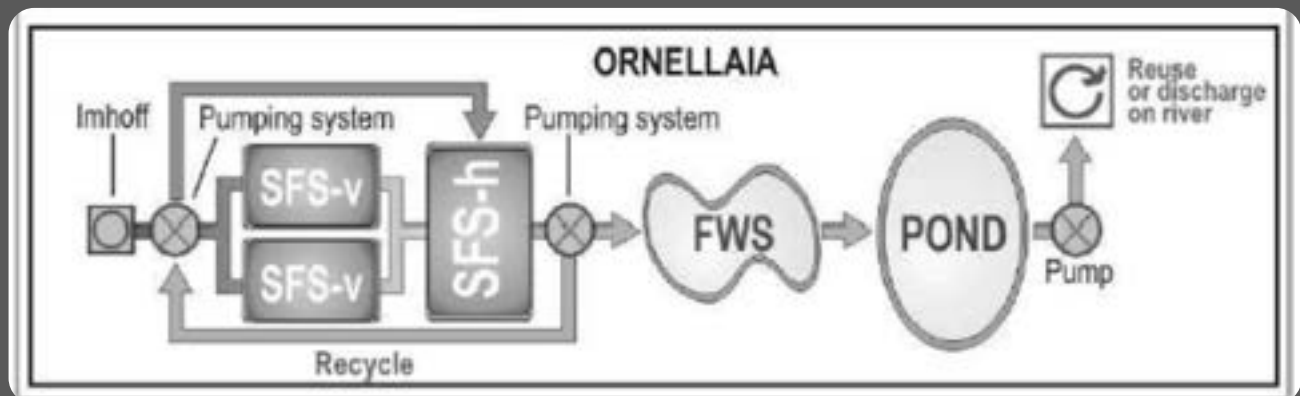 ORNELLAIA
Imhoff
Pumping system
Pumping system
Reuse
or discharge
on river
SFS-v
SFS-v
SFS-h
FWS
POND
Pump
Recycle